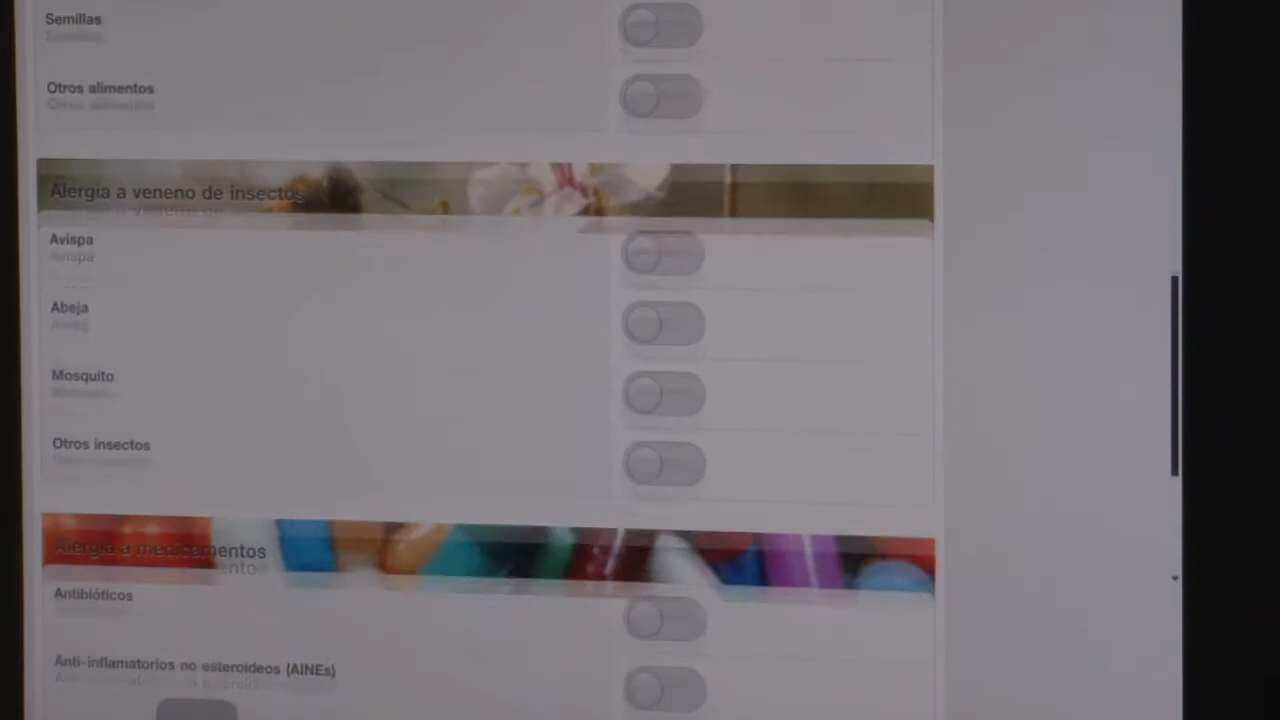 Semillas
Otros alimentos
Alergia a veneno de insectos
Avispa
Avispa
Abeja
Mosquito
Otros insectos
Alergia a medicamentos
Antibióticos
Anti-inflamatorios no esteroideos (AINEs)